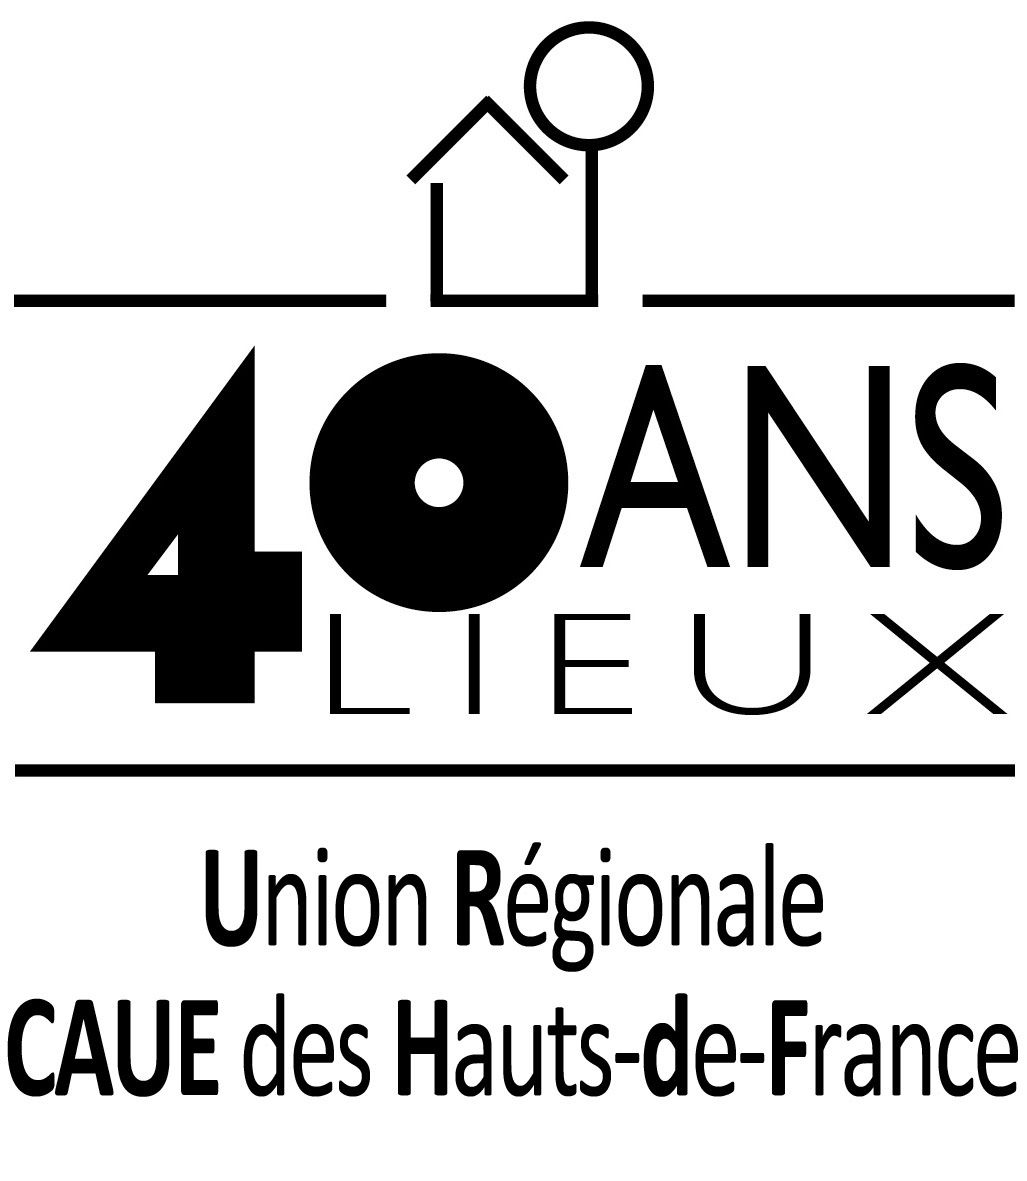 40 ANS
LIEUX
Union Régionale
CAUE des Hauts-de-France